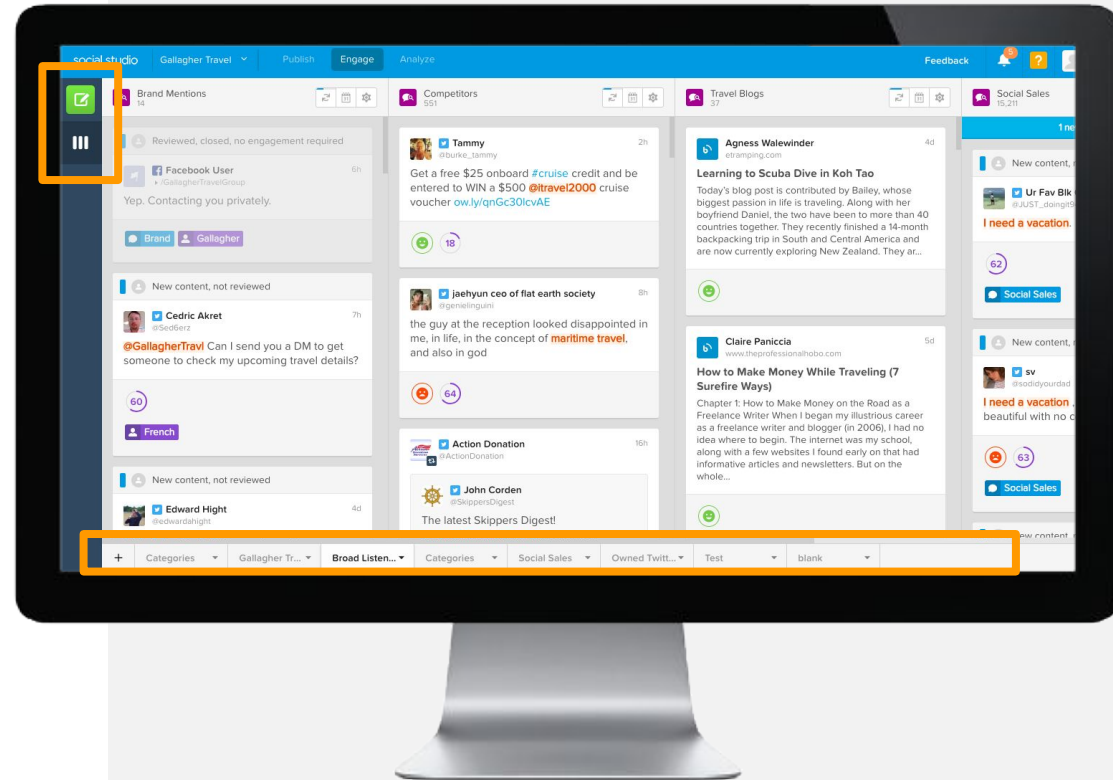 social studio Gallagher Travel Publish Engage Analyze Feedback 5 ?
Brand Mentions
14
Reviewed, closed, no engagement required
Facebook User 6h
/GallagherTravelGroup
Yep. Contacting you privately.
Brand Gallagher
New content, not reviewed
Cedric Akret 7h
@Sed6erz
@GallagherTravl Can I send you a DM to get
someone to check my upcoming travel details?
60
French
New content, not reviewed
Edward Hight 4d
@edwardahight
Competitors
551
Tammy 2h
@burke_tammy
Get a free $25 onboard #cruise credit and be
entered to WIN a $500 @itravel2000 cruise
voucher ow.ly/qnGc30lcvAE
18
jaehyun ceo of flat earth society 8h
@genielinguini
the guy at the reception looked disappointed in
me, in life, in the concept of maritime travel,
and also in god
64
Action Donation 16h
@ActionDonation
John Corden
@SkippersDigest
The latest Skippers Digest!
Travel Blogs
37
Agness Walewinder 4d
etramping.com
Learning to Scuba Dive in Koh Tao
Today's blog post is contributed by Bailey, whose
biggest passion in life is traveling. Along with her
boyfriend Daniel, the two have been to more than 40
countries together. They recently finished a 14-month
backpacking trip in South and Central America and
are now currently exploring New Zealand. They ar...
Claire Paniccia 5d
www.theprofessionalhobo.com
How to Make Money While Traveling (7
Surefire Ways)
Chapter 1: How to Make Money on the Road as a
Freelance Writer When I began my illustrious career
as a freelance writer and blogger (in 2006), I had no
idea where to begin. The internet was my school,
along with a few websites I found early on that had
informative articles and newsletters. But on the
whole...
Social Sales
15,211
1 ne
New content,
Ur Fav Blk
@JUST_doingit9
I need a vacation.
62
Social Sales
New content,
sv
@sodidyourdad
I need a vacation ,
beautiful with no c
63
Social Sales
New content,
+ Categories Gallagher Tr... Broad Listen... Categories Social Sales Owned Twitt... Test blank